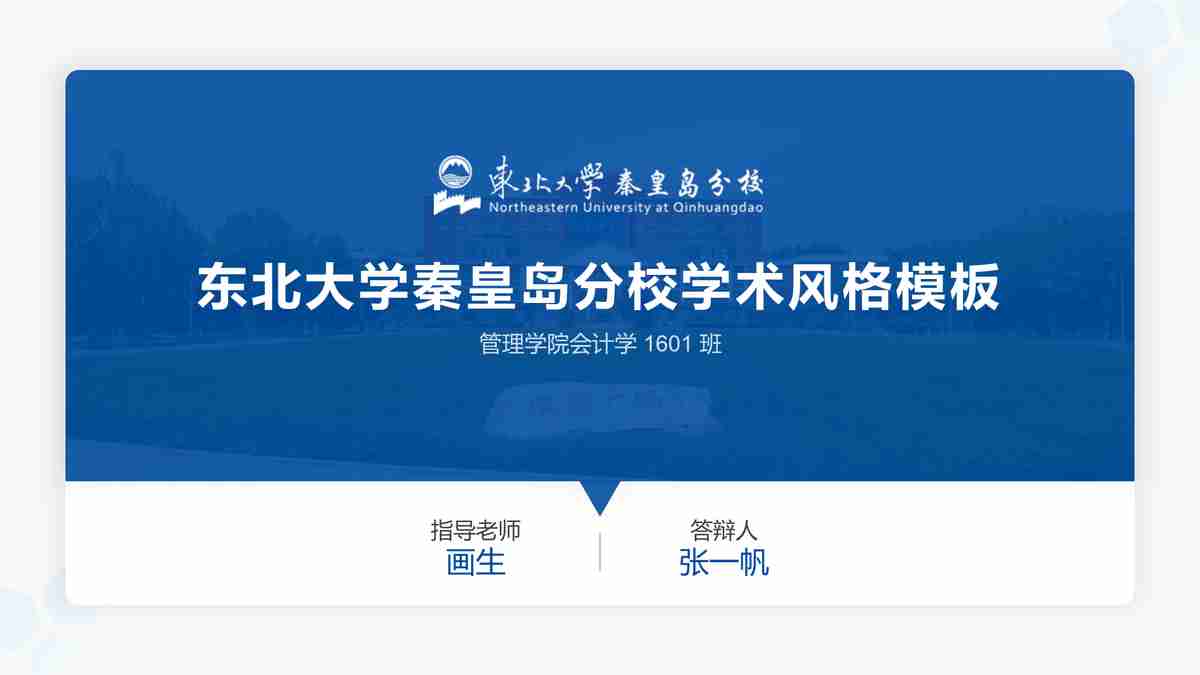 東北大學秦皇岛分校
Northeastern University at Qinhuangdao
东北大学秦皇岛分校学术风格模板
管理学院会计学 1601 班
指导老师
画生
答辩人
张一帆